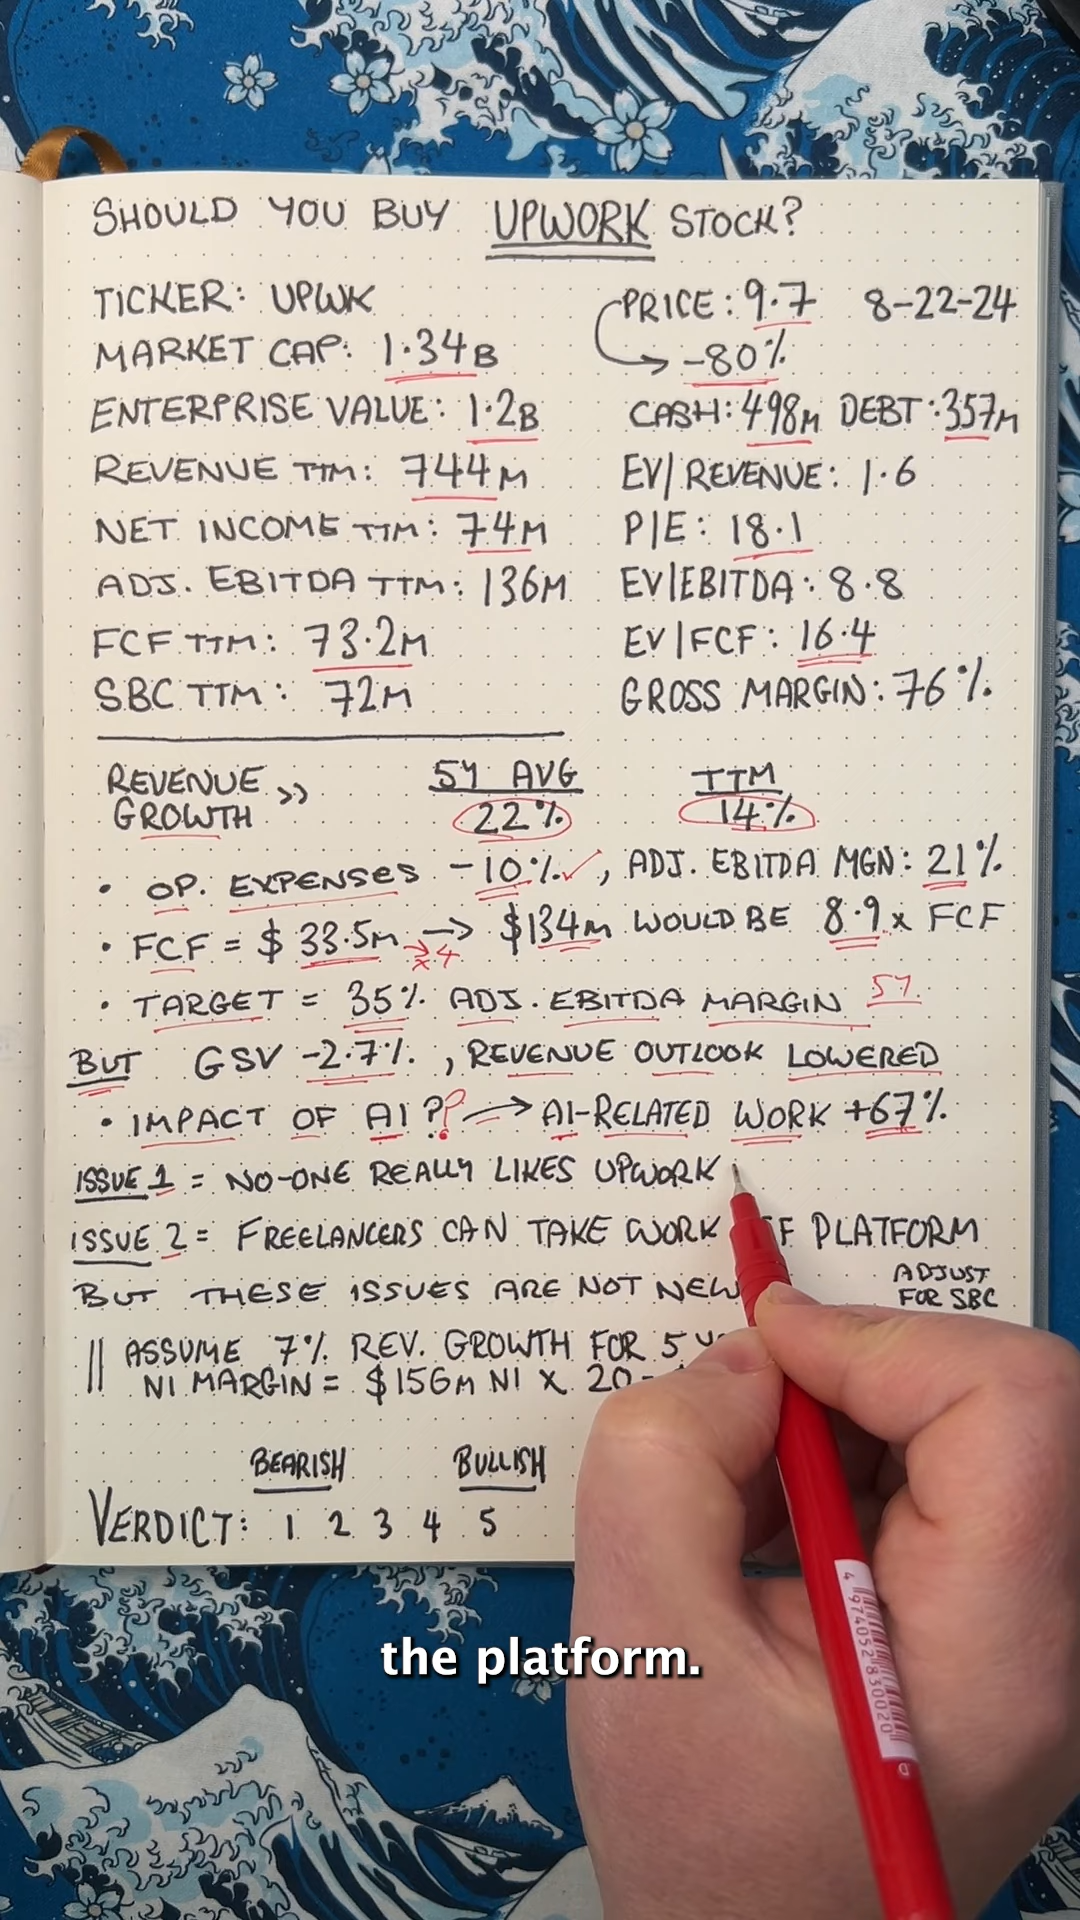 SHOULD YOU BUY UPWORK STOCK?
TICKER: UPWK
PRICE: 9.7 8-22-24
MARKET CAP: 1.34B
-80%
ENTERPRISE VALUE: 1.2B
CASH: 498M DEBT: 357M
REVENUE TTM: 744M
EV/REVENUE: 1.6
NET INCOME TTM: 74M
P/E: 18.1
ADJ. EBITDA TTM: 136M
EV/EBITDA: 8.8
FCF TTM: 73.2M
EV/FCF: 16.4
SBC TTM: 72M
GROSS MARGIN: 76%
REVENUE GROWTH >>
5Y AVG
22%
TTM
14%
• OP. EXPENSES -10% ✓, ADJ. EBITDA MGN: 21%
• FCF = $33.5M → $134M WOULD BE 8.9x FCF
x4
• TARGET = 35% ADJ. EBITDA MARGIN 5Y
BUT GSV -2.7%, REVENUE OUTLOOK LOWERED
• IMPACT OF AI?? → AI-RELATED WORK +67%
ISSUE 1 = NO-ONE REALLY LIKES UPWORK
ISSUE 2 = FREELANCERS CAN TAKE WORK PLATFORM
BUT THESE ISSUES ARE NOT NEW
ADJUST
FOR SBC
|| ASSUME 7% REV. GROWTH FOR 5
NI MARGIN = $156M NI X 20
BEARISH BULLISH
VERDICT: 1 2 3 4 5
the platform.
4 974052 830020